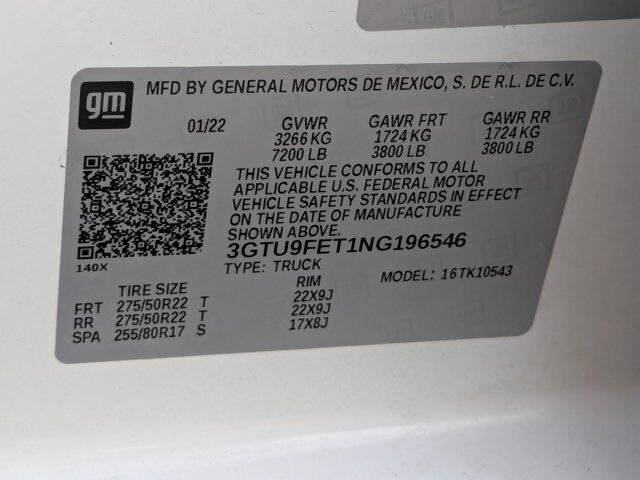 gm
MFD BY GENERAL MOTORS DE MEXICO, S. DE R.L. DE C.V.
01/22 GVWR GAWR FRT GAWR RR
3266 KG 1724 KG 1724 KG
7200 LB 3800 LB 3800 LB
THIS VEHICLE CONFORMS TO ALL
APPLICABLE U.S. FEDERAL MOTOR
VEHICLE SAFETY STANDARDS IN EFFECT
ON THE DATE OF MANUFACTURE
SHOWN ABOVE.
3GTU9FET1NG196546
140X TYPE: TRUCK MODEL: 16TK10543
TIRE SIZE RIM
FRT 275/50R22 T 22X9J
RR 275/50R22 T 22X9J
SPA 255/80R17 S 17X8J